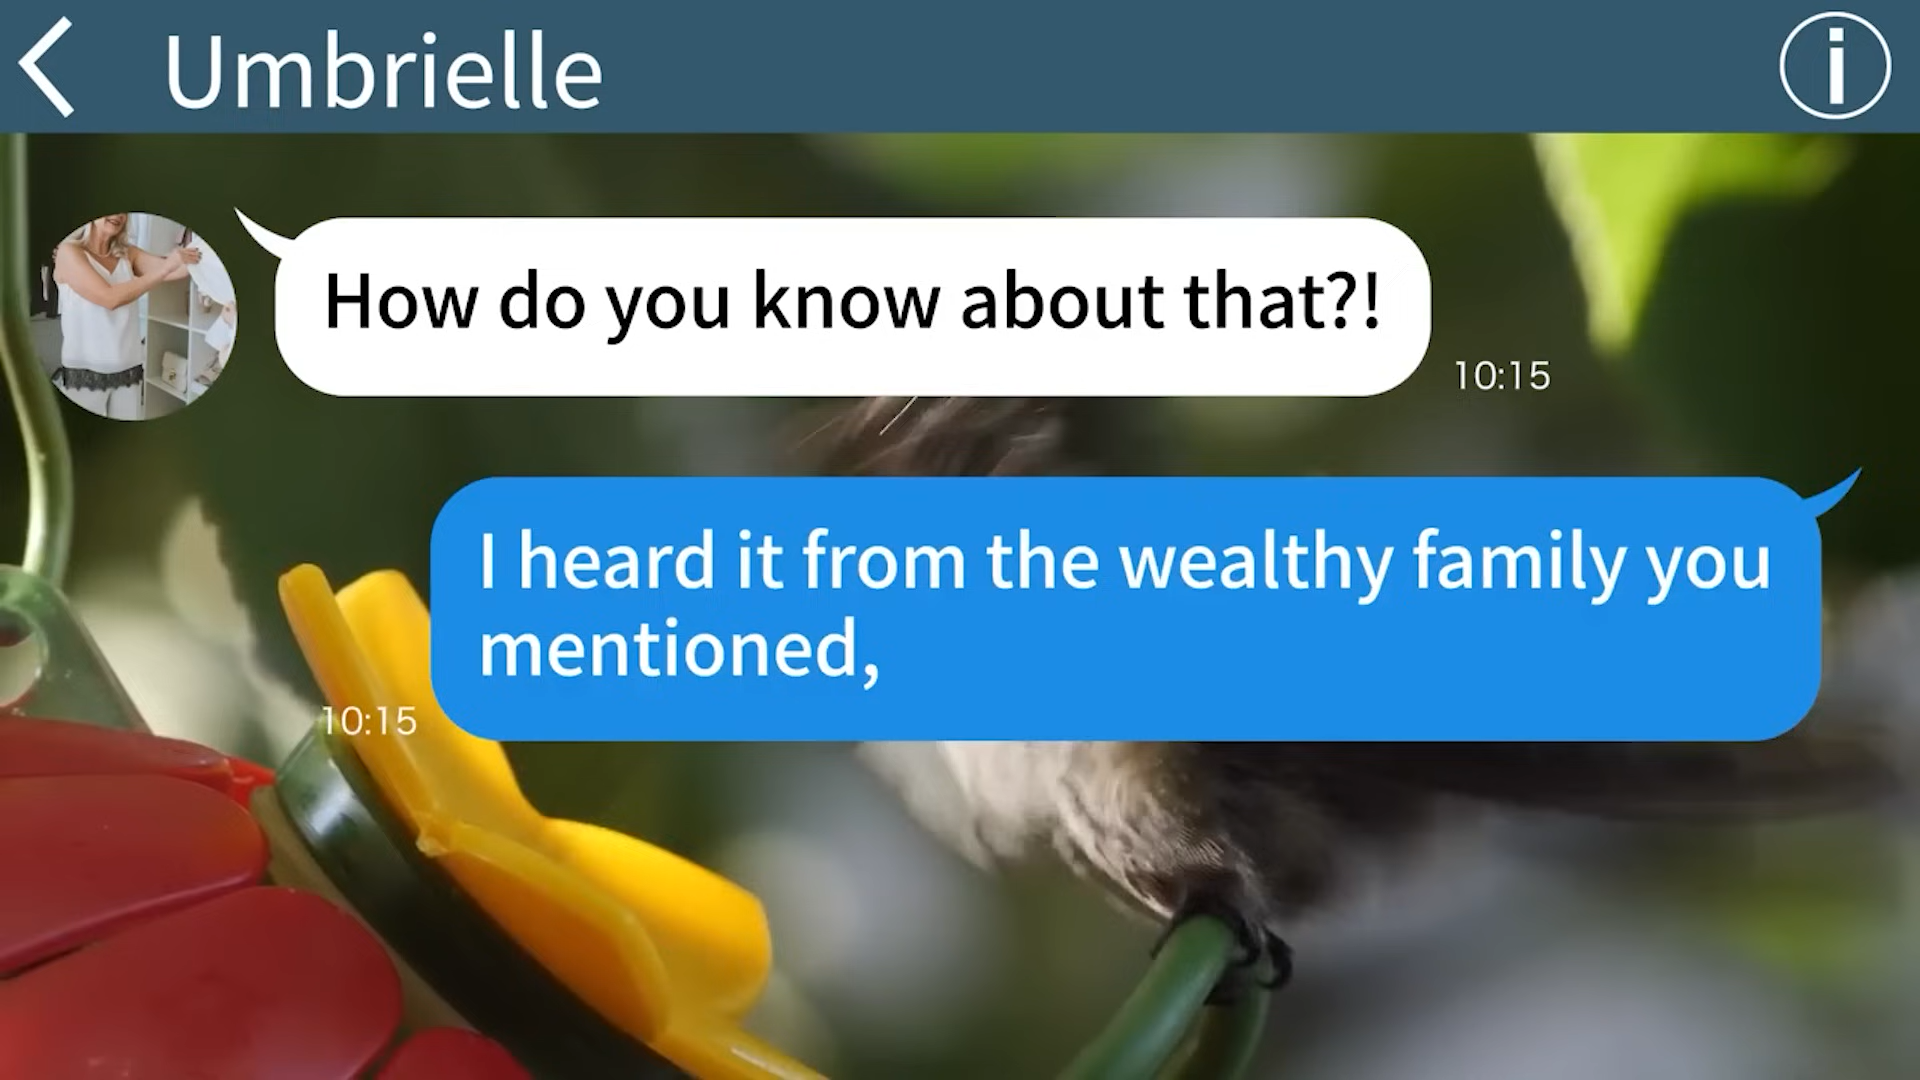 Umbrielle
How do you know about that?!
10:15
I heard it from the wealthy family you
mentioned,
10:15